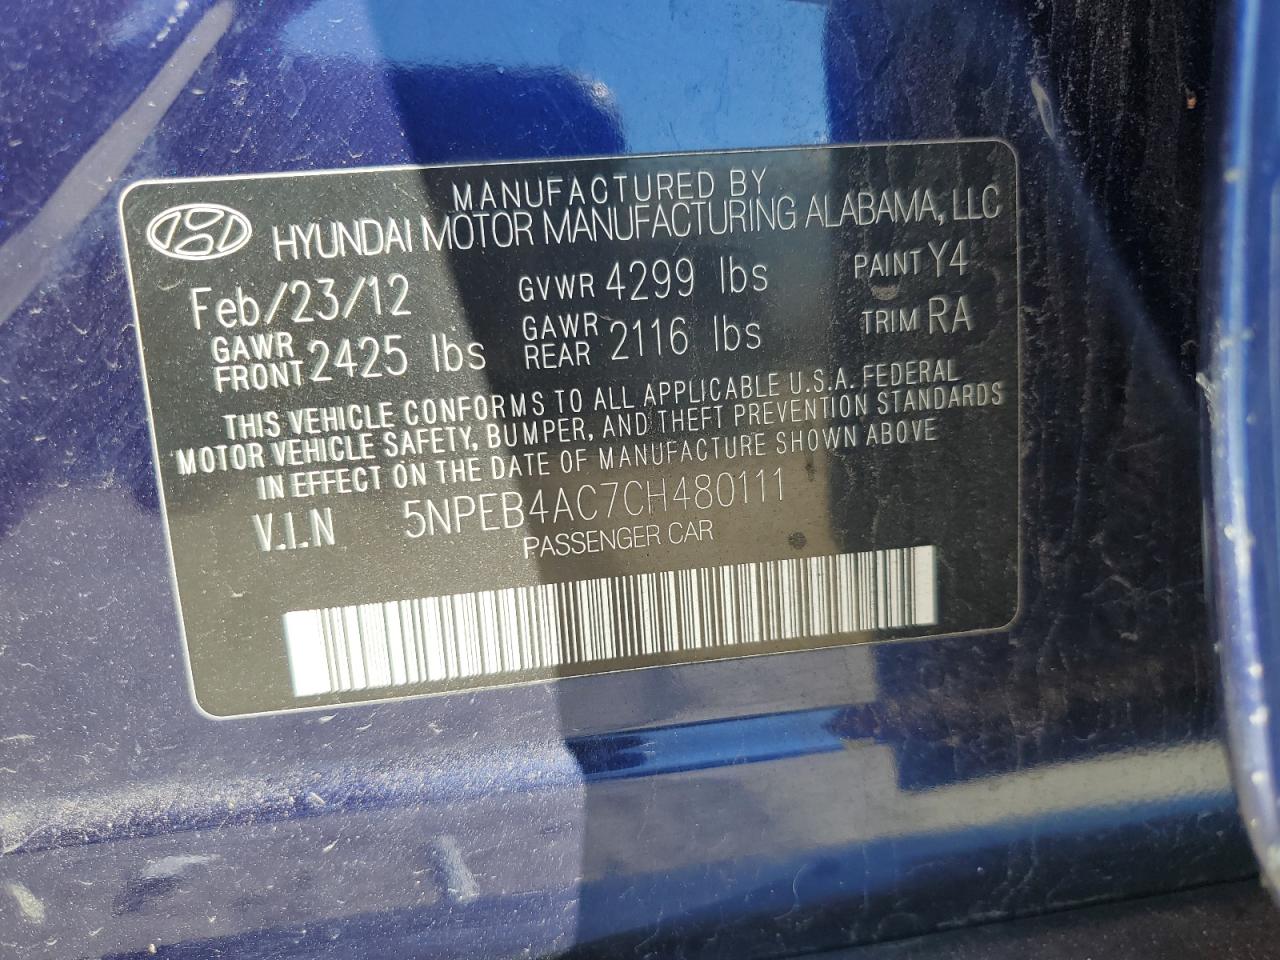 MANUFACTURED BY
HYUNDAI MOTOR MANUFACTURING ALABAMA, LLC
Feb/23/12 GVWR 4299 lbs PAINT Y4
GAWR FRONT 2425 lbs GAWR REAR 2116 lbs TRIM RA
THIS VEHICLE CONFORMS TO ALL APPLICABLE U.S.A. FEDERAL
MOTOR VEHICLE SAFETY, BUMPER, AND THEFT PREVENTION STANDARDS
IN EFFECT ON THE DATE OF MANUFACTURE SHOWN ABOVE
V.I.N 5NPEB4AC7CH480111
PASSENGER CAR